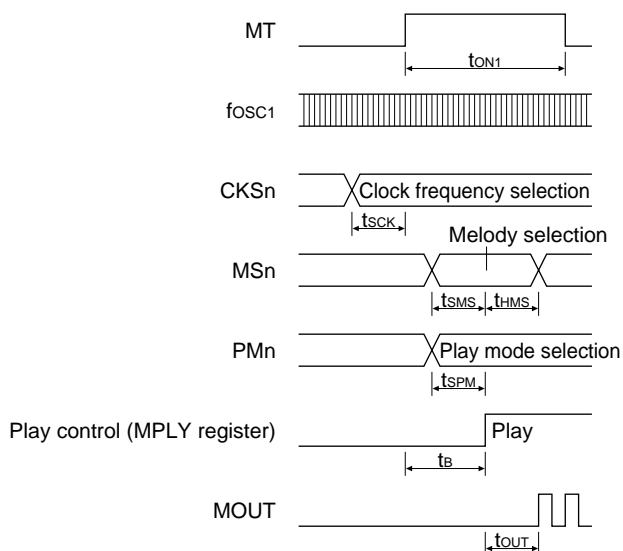 MT
tON1
fOSC1
CKSn
Clock frequency selection
tSCK
Melody selection
MSn
tSMS
tHMS
PMn
Play mode selection
tSPM
Play control (MPLY register)
Play
tB
MOUT
tOUT